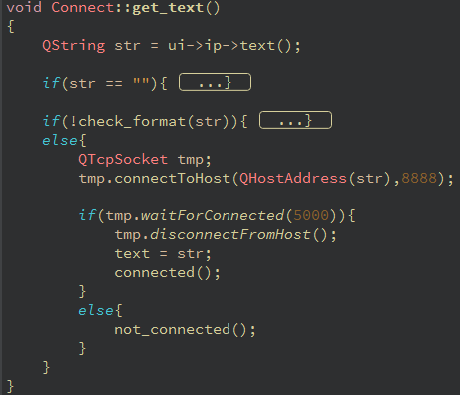 void Connect::get_text()
{
QString str = ui->ip->text();
if(str == ""){ ...}
if(!check_format(str)){ ...}
else{
QTcpSocket tmp;
tmp.connectToHost(QHostAddress(str),8888);
if(tmp.waitForConnected(5000)){
tmp.disconnectFromHost();
text = str;
connected();
}
else{
not_connected();
}
}
}